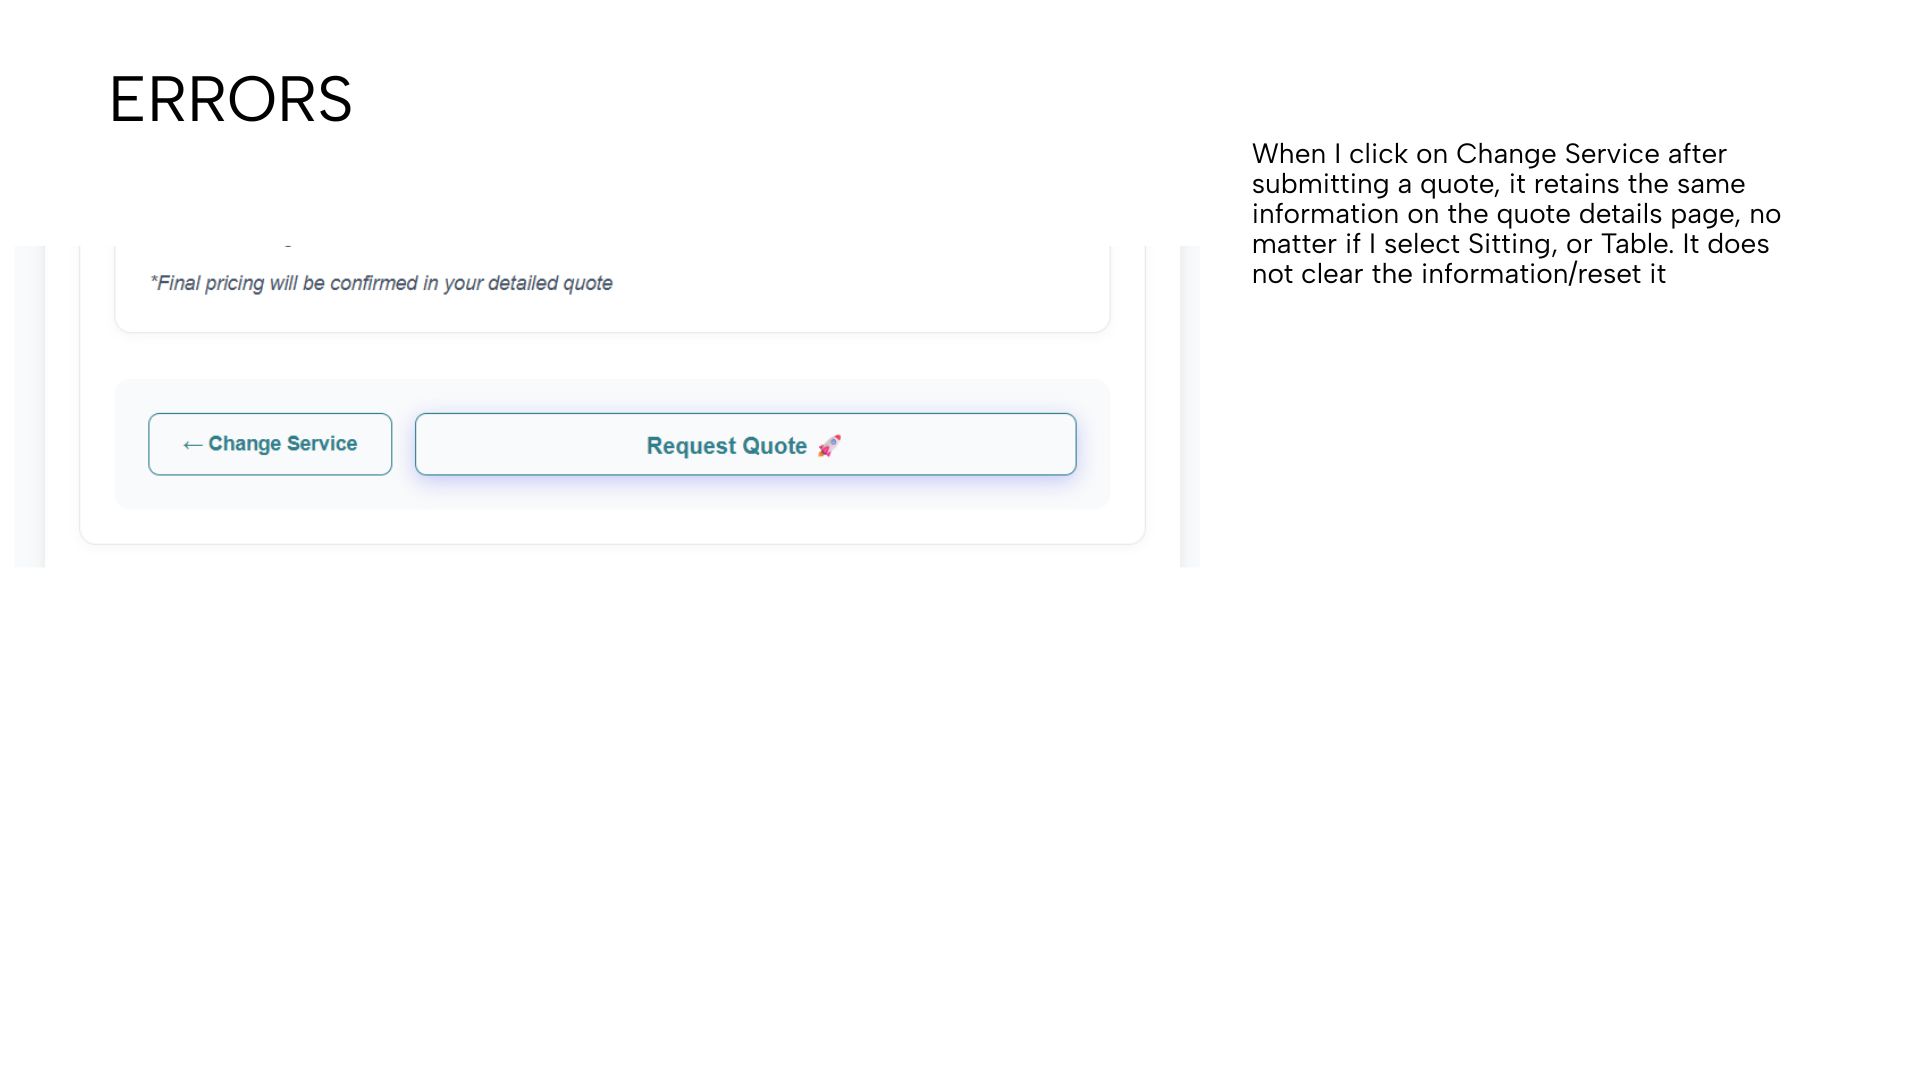 ERRORS
When I click on Change Service after
submitting a quote, it retains the same
information on the quote details page, no
matter if I select Sitting, or Table. It does
not clear the information/reset it
*Final pricing will be confirmed in your detailed quote
← Change Service
Request Quote 🚀